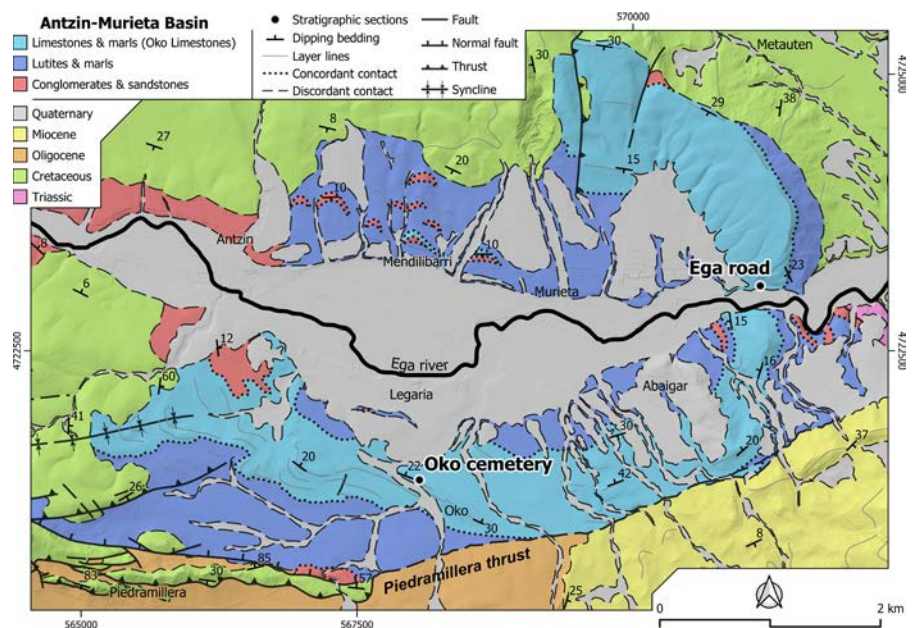 Antzin-Murieta Basin
Limestones & marls (Oko Limestones)
Lutites & marls
Conglomerates & sandstones
Quaternary
Miocene
Oligocene
Cretaceous
Triassic
Stratigraphic sections
Dipping bedding
Layer lines
Concordant contact
Discordant contact
Fault
Normal fault
Thrust
Syncline
570000
Metauten
4725000
30
30
38
29
27
8
20
15
10
Antzin
Mendilibarri
10
Murieta
23
Ega road
8
6
4722500
12
Ega river
Legaria
15
16
Abaigar
4722500
60
41
20
22
Oko cemetery
30
42
20
37
26
Oko
30
85
Piedramillera thrust
8
83
Piedramillera
30
57
25
565000
567500
0
2 km